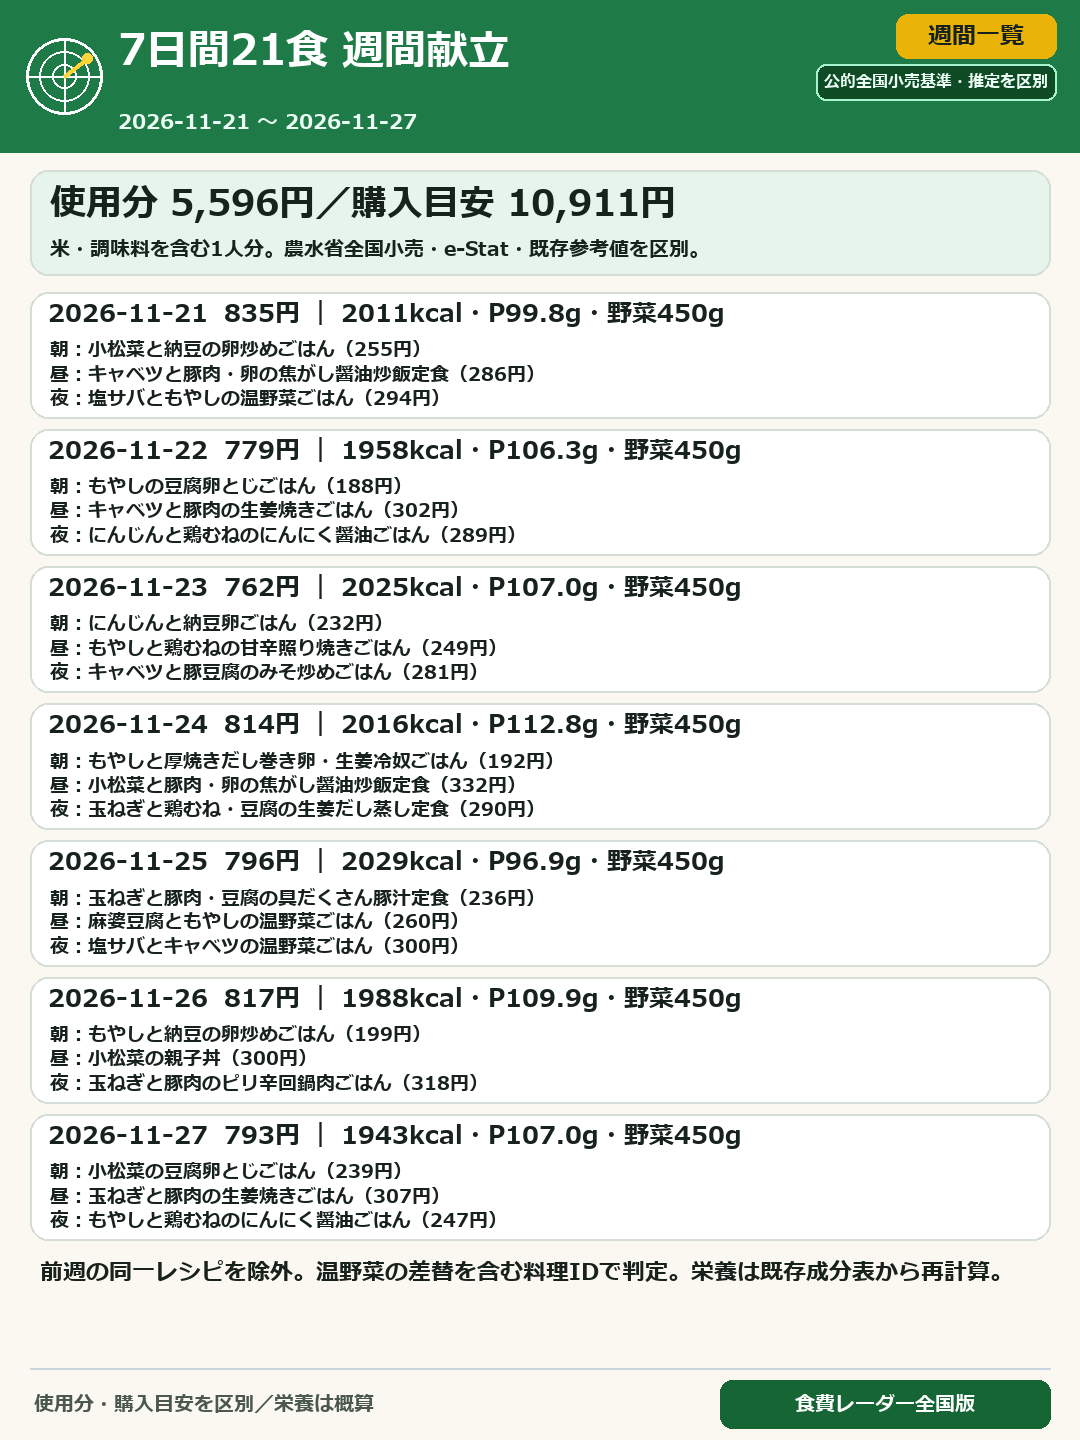 7日間21食 週間献立
週間一覧
公的全国小売基準・推定を区別
2026-11-21 ～ 2026-11-27
使用分 5,596円／購入目安 10,911円
米・調味料を含む1人分。農水省全国小売・e-Stat・既存参考値を区別。
2026-11-21 835円｜2011kcal・P99.8g・野菜450g
朝：小松菜と納豆の卵炒めごはん（255円）
昼：キャベツと豚肉・卵の焦がし醤油炒飯定食（286円）
夜：塩サバともやしの温野菜ごはん（294円）
2026-11-22 779円｜1958kcal・P106.3g・野菜450g
朝：もやしの豆腐卵とじごはん（188円）
昼：キャベツと豚肉の生姜焼きごはん（302円）
夜：にんじんと鶏むねのにんにく醤油ごはん（289円）
2026-11-23 762円｜2025kcal・P107.0g・野菜450g
朝：にんじんと納豆卵ごはん（232円）
昼：もやしと鶏むねの甘辛照り焼きごはん（249円）
夜：キャベツと豚豆腐のみそ炒めごはん（281円）
2026-11-24 814円｜2016kcal・P112.8g・野菜450g
朝：もやしと厚焼きだし巻き卵・生姜冷奴ごはん（192円）
昼：小松菜と豚肉・卵の焦がし醤油炒飯定食（332円）
夜：玉ねぎと鶏むね・豆腐の生姜だし蒸し定食（290円）
2026-11-25 796円｜2029kcal・P96.9g・野菜450g
朝：玉ねぎと豚肉・豆腐の具だくさん豚汁定食（236円）
昼：麻婆豆腐ともやしの温野菜ごはん（260円）
夜：塩サバとキャベツの温野菜ごはん（300円）
2026-11-26 817円｜1988kcal・P109.9g・野菜450g
朝：もやしと納豆の卵炒めごはん（199円）
昼：小松菜の親子丼（300円）
夜：玉ねぎと豚肉のピリ辛回鍋肉ごはん（318円）
2026-11-27 793円｜1943kcal・P107.0g・野菜450g
朝：小松菜の豆腐卵とじごはん（239円）
昼：玉ねぎと豚肉の生姜焼きごはん（307円）
夜：もやしと鶏むねのにんにく醤油ごはん（247円）
前週の同一レシピを除外。温野菜の差替を含む料理IDで判定。栄養は既存成分表から再計算。
使用分・購入目安を区別／栄養は概算
食費レーダー全国版